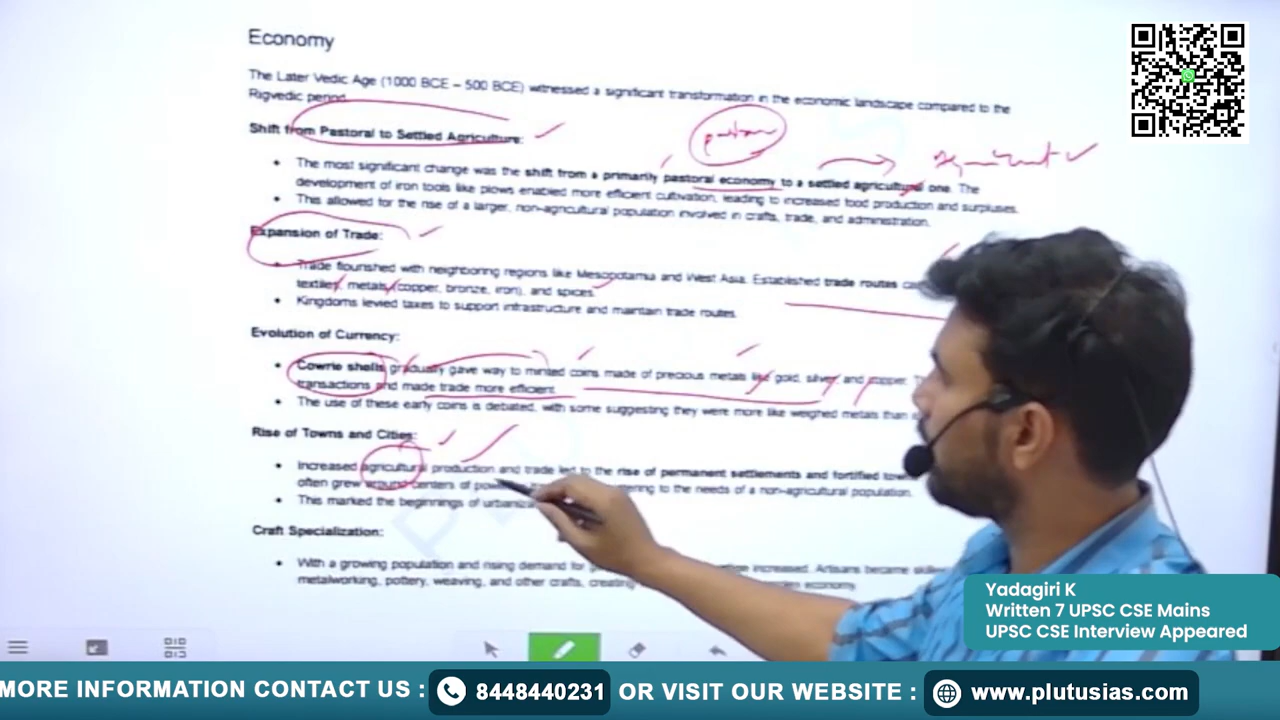 Economy
The Later Vedic Age (1000 BCE – 500 BCE) witnessed a significant transformation in the economic landscape compared to the
Rigvedic period.
Shift from Pastoral to Settled Agriculture:
The most significant change was the shift from a primarily pastoral economy to a settled agricultural one. The
development of iron tools like plows enabled more efficient cultivation, leading to increased food production and surpluses.
This allowed for the rise of a larger, non-agricultural population involved in crafts, trade, and administration.
Expansion of Trade:
Trade flourished with neighboring regions like Mesopotamia and West Asia. Established trade routes
textiles, metals (copper, bronze, iron), and spices.
Kingdoms levied taxes to support infrastructure and maintain trade routes.
Evolution of Currency:
Cowrie shells gradually gave way to minted coins made of precious metals like gold, silver, and copper.
transactions and made trade more efficient.
The use of these early coins is debated, with some suggesting they were more like weighed metals than
Rise of Towns and Cities:
Increased agricultural production and trade led to the rise of permanent settlements and fortified
often grew around centers of to the needs of a non-agricultural population.
This marked the beginnings of
Craft Specialization:
With a growing population and rising demand for increased. Artisans became
metalworking, pottery, weaving, and other crafts, creating economy.
Yadagiri K
Written 7 UPSC CSE Mains
UPSC CSE Interview Appeared
MORE INFORMATION CONTACT US : 8448440231 OR VISIT OUR WEBSITE : www.plutusias.com